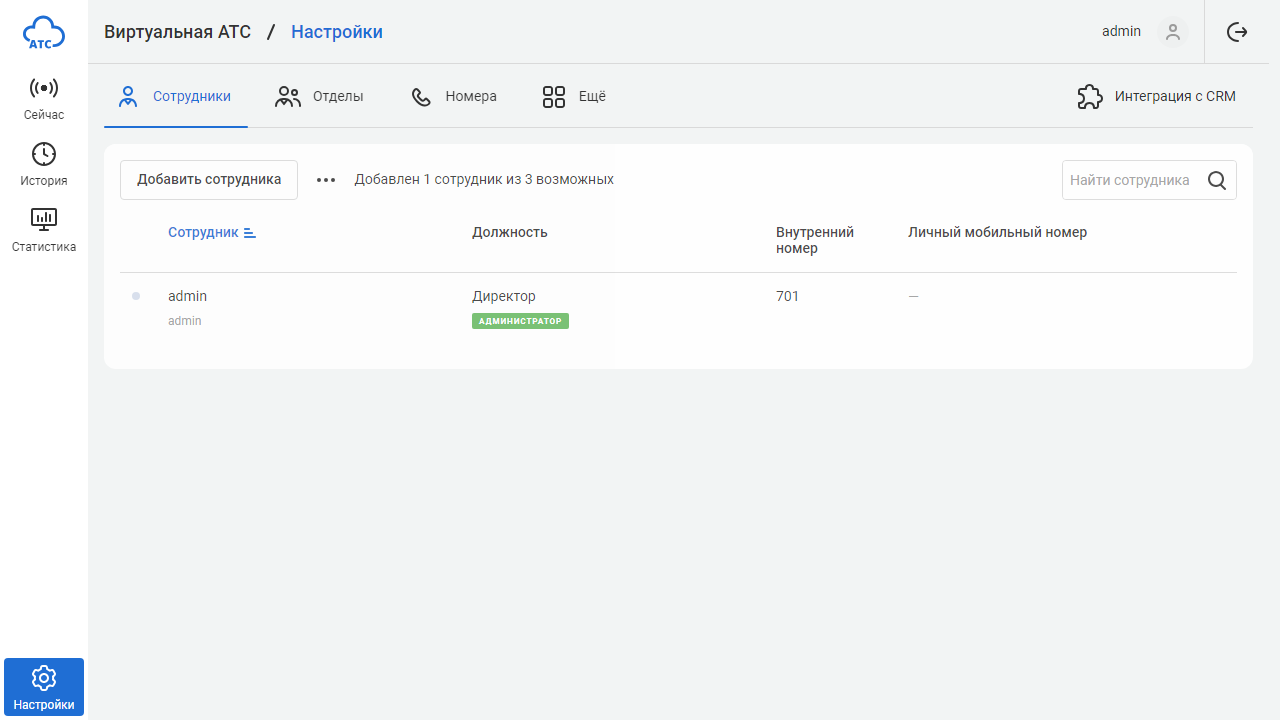 АТС
Виртуальная АТС / Настройки
admin
Сейчас
История
Статистика
Настройки
Сотрудники
Отделы
Номера
Ещё
Интеграция с CRM
Добавить сотрудника
Добавлен 1 сотрудник из 3 возможных
Найти сотрудника
Сотрудник
Должность
Внутренний
номер
Личный мобильный номер
admin
admin
Директор
АДМИНИСТРАТОР
701
—